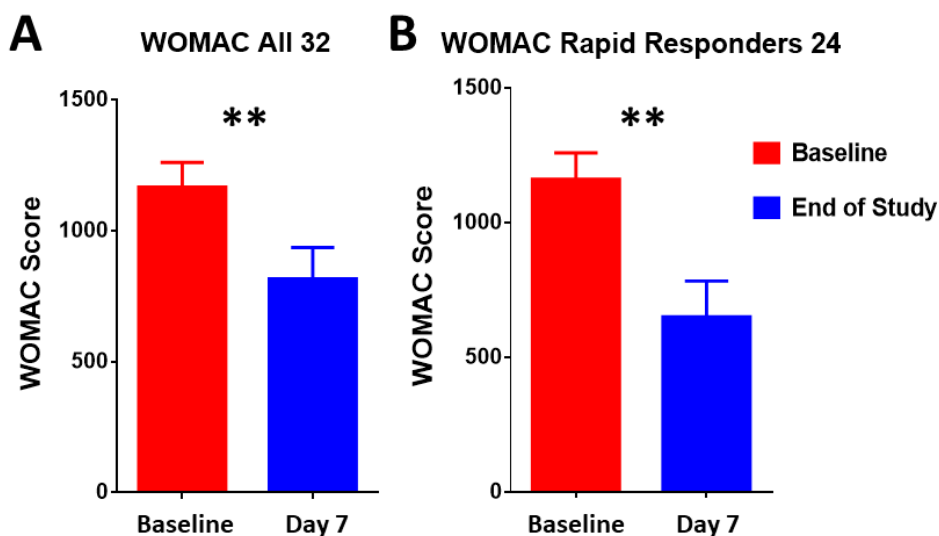 A
WOMAC All 32
**
WOMAC Score
1500
1000
500
0
Baseline
Day 7
B
WOMAC Rapid Responders 24
**
WOMAC Score
1500
1000
500
0
Baseline
Day 7
Baseline
End of Study